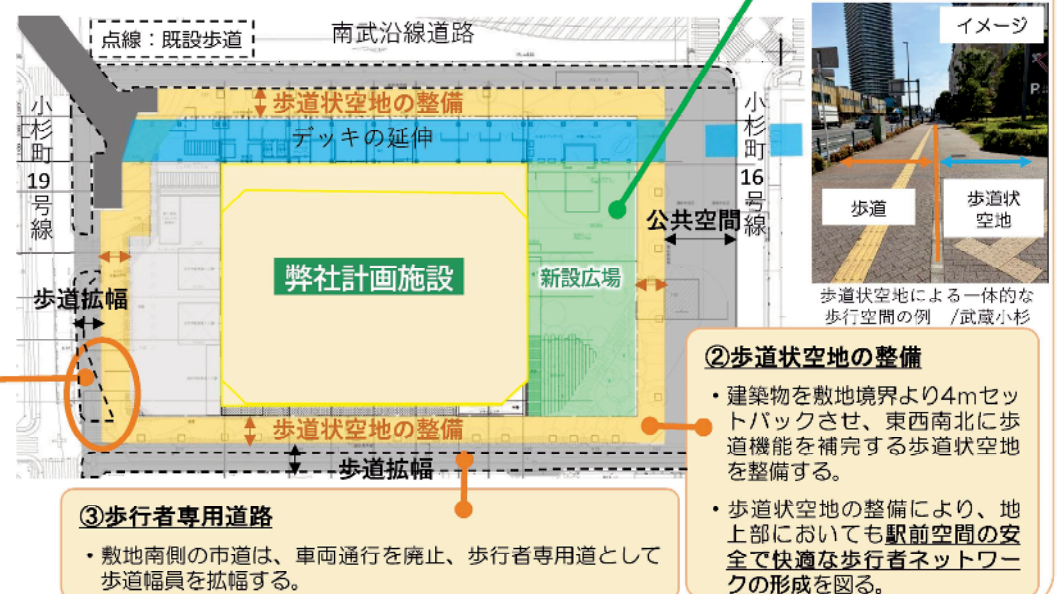 点線：既設歩道
南武沿線道路
イメージ
小杉町19号線
歩道状空地の整備
デッキの延伸
小杉町16号線
歩道
歩道状
空地
公共空間
弊社計画施設
新設広場
歩道拡幅
歩道状空地による一体的な
歩行空間の例　/武蔵小杉
歩道状空地の整備
歩道拡幅
②歩道状空地の整備
・建築物を敷地境界より4mセッ
トバックさせ、東西南北に歩
道機能を補完する歩道状空地
を整備する。
・歩道状空地の整備により、地
上部においても駅前空間の安
全で快適な歩行者ネットワー
クの形成を図る。
③歩行者専用道路
・敷地南側の市道は、車両通行を廃止、歩行者専用道として
歩道幅員を拡幅する。